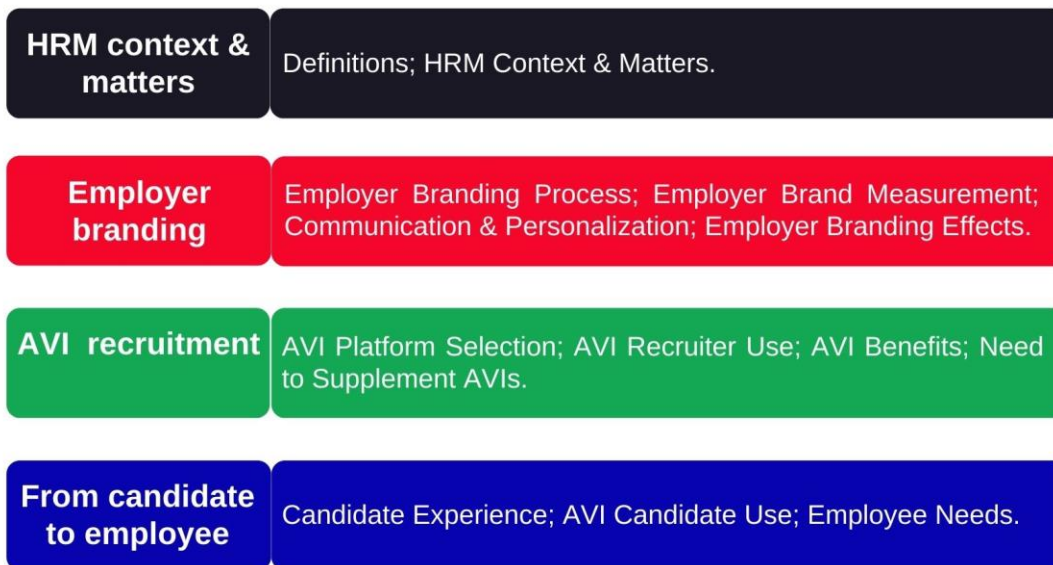 HRM context &
matters
Definitions; HRM Context & Matters.
Employer
branding
Employer Branding Process; Employer Brand Measurement;
Communication & Personalization; Employer Branding Effects.
AVI recruitment
AVI Platform Selection; AVI Recruiter Use; AVI Benefits; Need
to Supplement AVIs.
From candidate
to employee
Candidate Experience; AVI Candidate Use; Employee Needs.